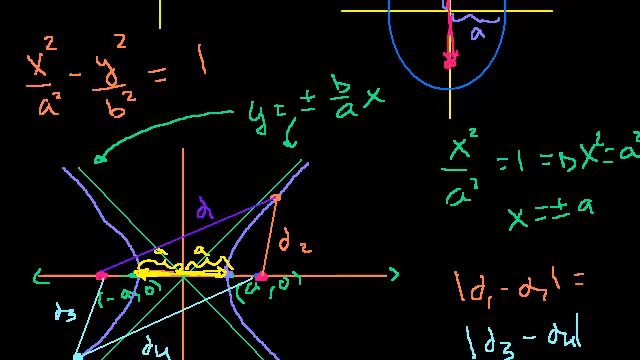 a
x² / a² - y² / b² = 1
y = ± b/a x
x² / a² = 1 = b x² = a²
x = ± a
d
d₂
a a
(-a, 0)
(a, 0)
d₃
d₄
|d₁ - d₂| =
|d₃ - d₄|